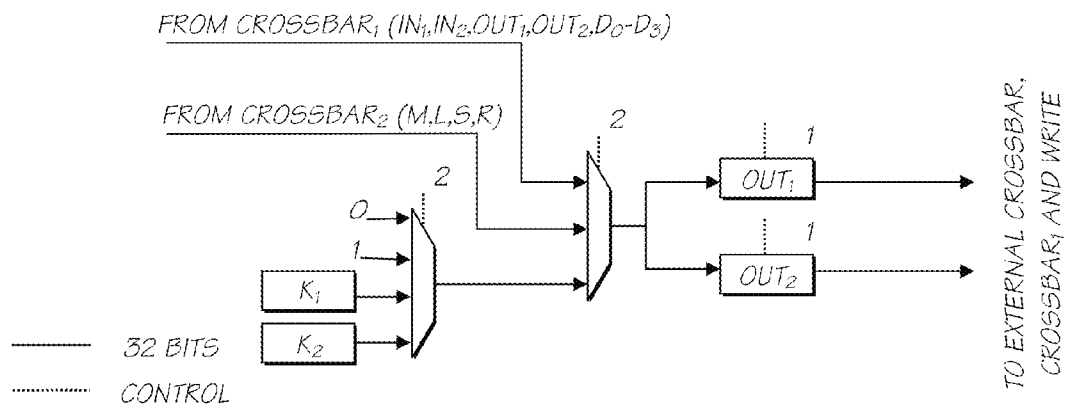 FROM CROSSBAR₁ (IN₁,IN₂,OUT₁,OUT₂,D₀-D₃)
FROM CROSSBAR₂ (M,L,S,R)
2
2
0
1
K₁
K₂
1
OUT₁
1
OUT₂
TO EXTERNAL CROSSBAR,
CROSSBAR₁ AND WRITE
32 BITS
CONTROL